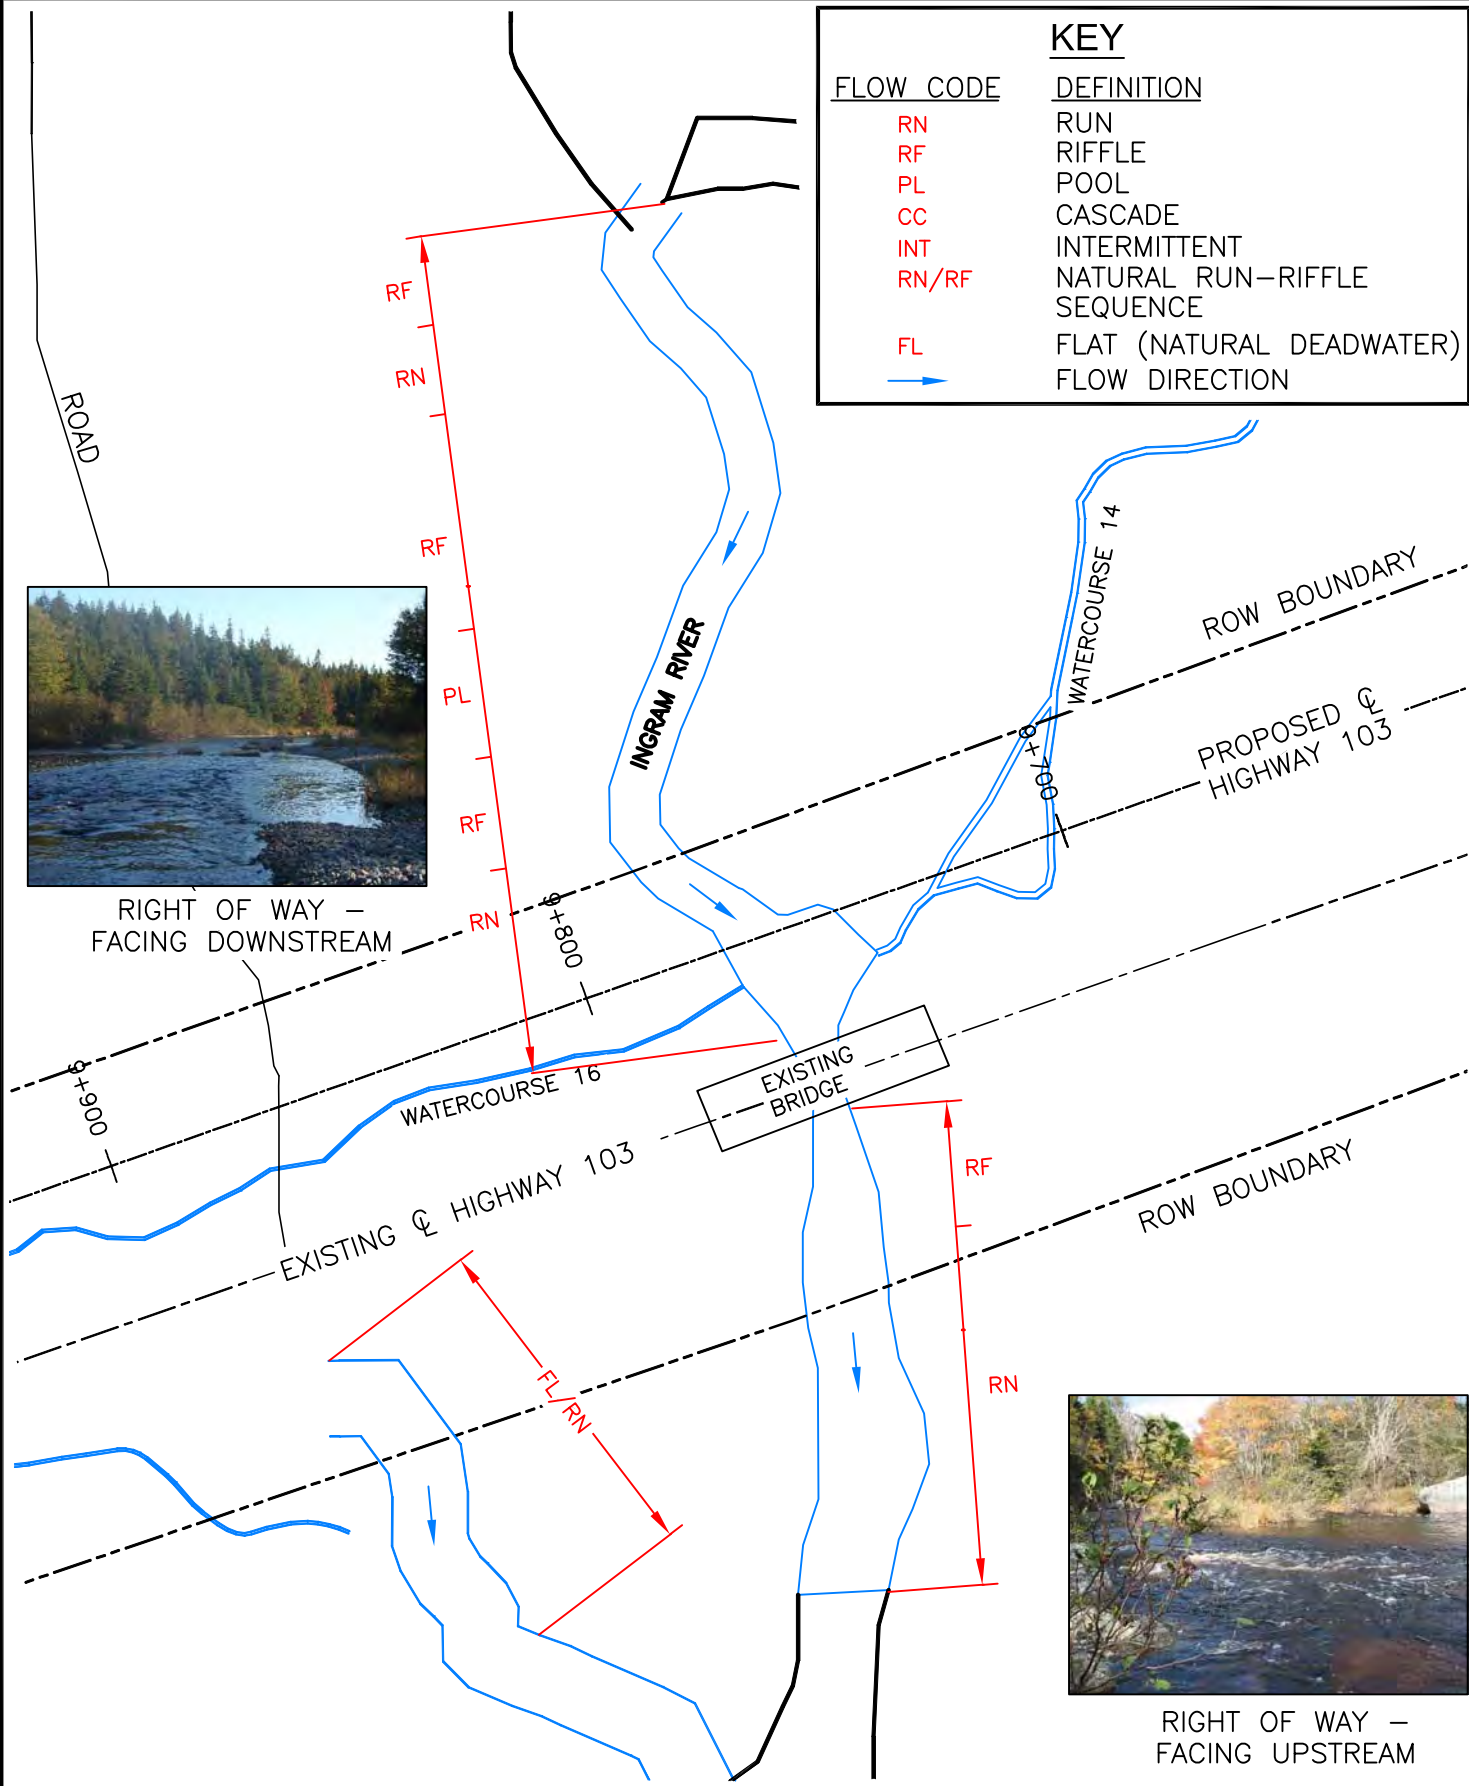 KEY
FLOW CODE DEFINITION
RN RUN
RF RIFFLE
PL POOL
CC CASCADE
INT INTERMITTENT
RN/RF NATURAL RUN-RIFFLE
SEQUENCE
FL FLAT (NATURAL DEADWATER)
FLOW DIRECTION
RF
RN
ROAD
RF
WATERCOURSE 14
ROW BOUNDARY
INGRAM RIVER
PL
PROPOSED ℄
HIGHWAY 103
9+700
RF
RIGHT OF WAY –
FACING DOWNSTREAM
RN
9+800
9+900
WATERCOURSE 16
EXISTING
BRIDGE
EXISTING ℄ HIGHWAY 103
RF
ROW BOUNDARY
FL/RN
RN
RIGHT OF WAY –
FACING UPSTREAM